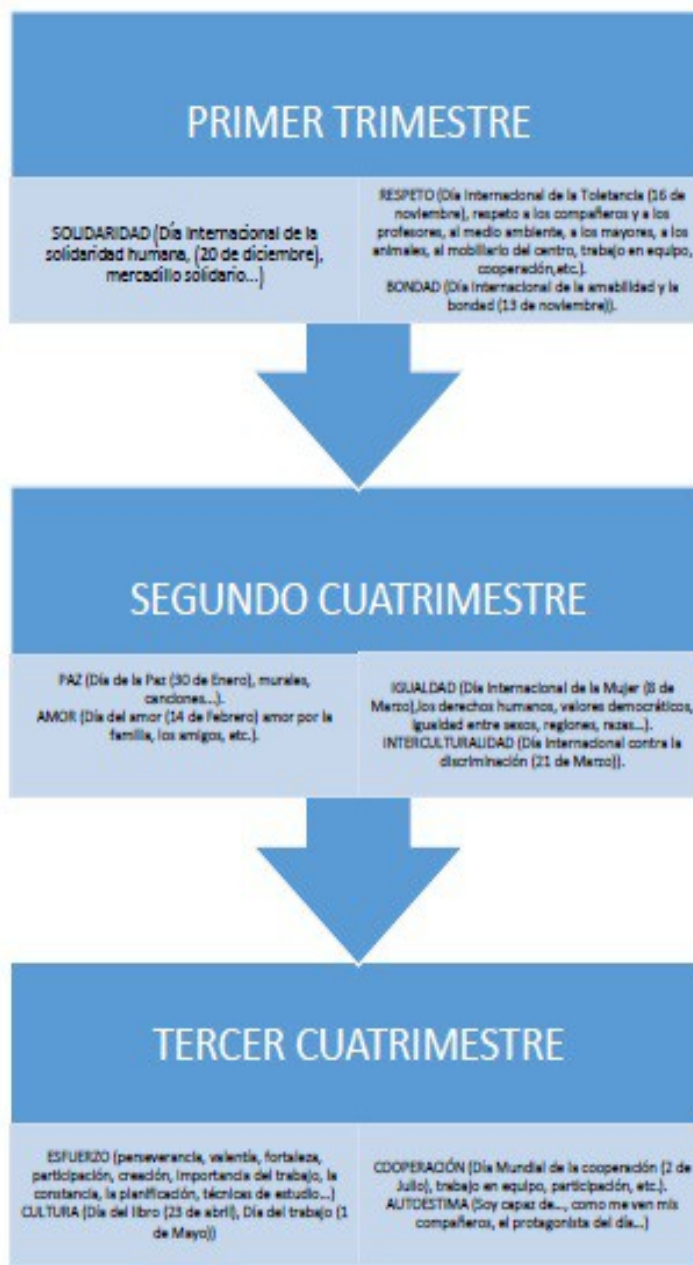 PRIMER TRIMESTRE
SOLIDARIDAD (Día Internacional de la
solidaridad humana, (20 de diciembre),
mercadillo solidario...)
RESPETO (Día Internacional de la Toletancia (16 de
noviembre), respeto a los compañeros y a los
profesores, al medio ambiente, a los mayores, a los
animales, al mobiliario del centro, trabajo en equipo,
cooperación,etc.).
BONDAD (Día Internacional de la amabilidad y la
bondad (13 de noviembre)).
SEGUNDO CUATRIMESTRE
PAZ (Día de la Paz (30 de Enero), murales,
canciones...).
AMOR (Día del amor (14 de Febrero) amor por la
familia, los amigos, etc.).
IGUALDAD (Día Internacional de la Mujer (8 de
Marzo),los derechos humanos, valores democráticos,
igualdad entre sexos, regiones, razas...).
INTERCULTURALIDAD (Día Internacional contra la
discriminación (21 de Marzo)).
TERCER CUATRIMESTRE
ESFUERZO (perseverancia, valentía, fortaleza,
participación, creación, importancia del trabajo, la
constancia, la planificación, técnicas de estudio...)
CULTURA (Día del libro (23 de abril), Día del trabajo (1
de Mayo))
COOPERACIÓN (Día Mundial de la cooperación (2 de
Julio), trabajo en equipo, participación, etc.).
AUTOESTIMA (Soy capaz de..., como me ven mis
compañeros, el protagonista del día...)